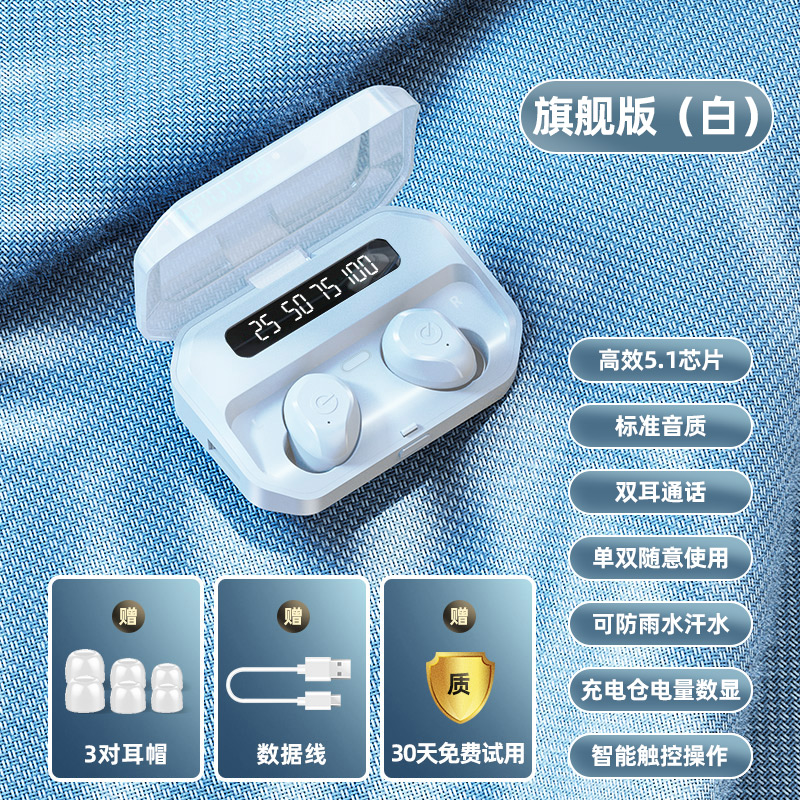 旗舰版（白）
25 50 75 100
R
高效5.1芯片
标准音质
双耳通话
单双随意使用
可防雨水汗水
充电仓电量数显
智能触控操作
赠
3对耳帽
赠
数据线
赠
质
30天免费试用